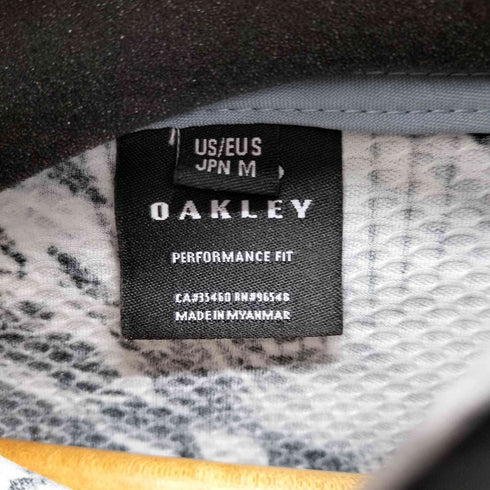 US/EU S
JPN M
OAKLEY
PERFORMANCE FIT
CA#35460 RN#96548
MADE IN MYANMAR